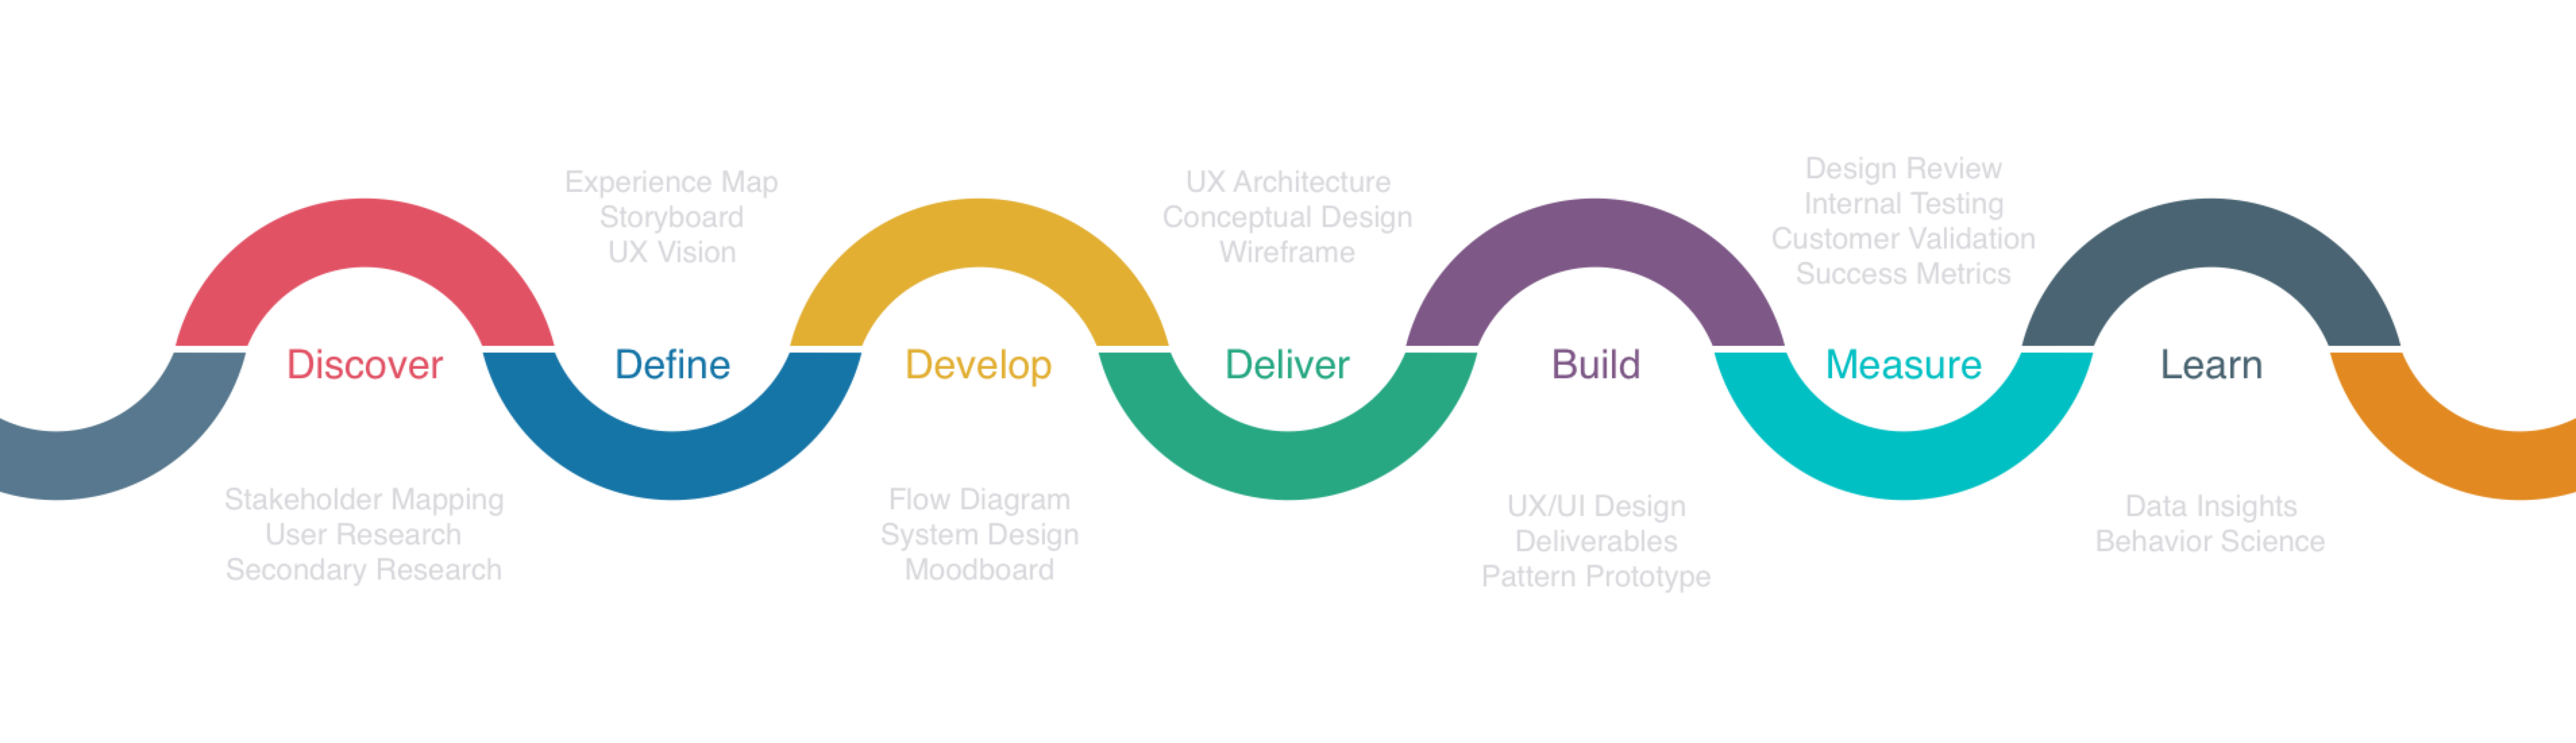 Discover
Stakeholder Mapping
User Research
Secondary Research
Experience Map
Storyboard
UX Vision
Define
Develop
Flow Diagram
System Design
Moodboard
UX Architecture
Conceptual Design
Wireframe
Deliver
Build
UX/UI Design
Deliverables
Pattern Prototype
Design Review
Internal Testing
Customer Validation
Success Metrics
Measure
Learn
Data Insights
Behavior Science